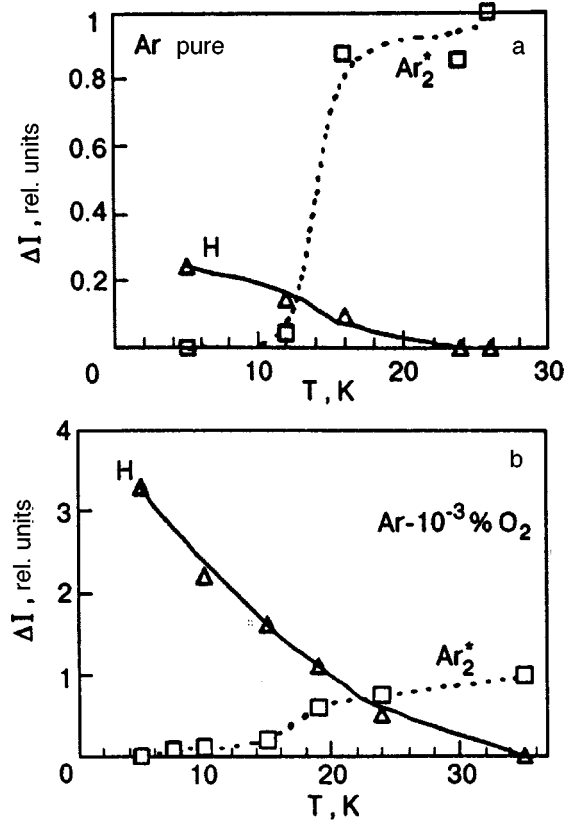 1
Ar pure
a
0.8
Ar₂*
0.6
0.4
H
0.2
0
10
20
30
T, K
ΔI, rel. units
4
b
H
3
Ar-10⁻³% O₂
2
Ar₂*
1
0
10
20
30
T, K
ΔI, rel. units